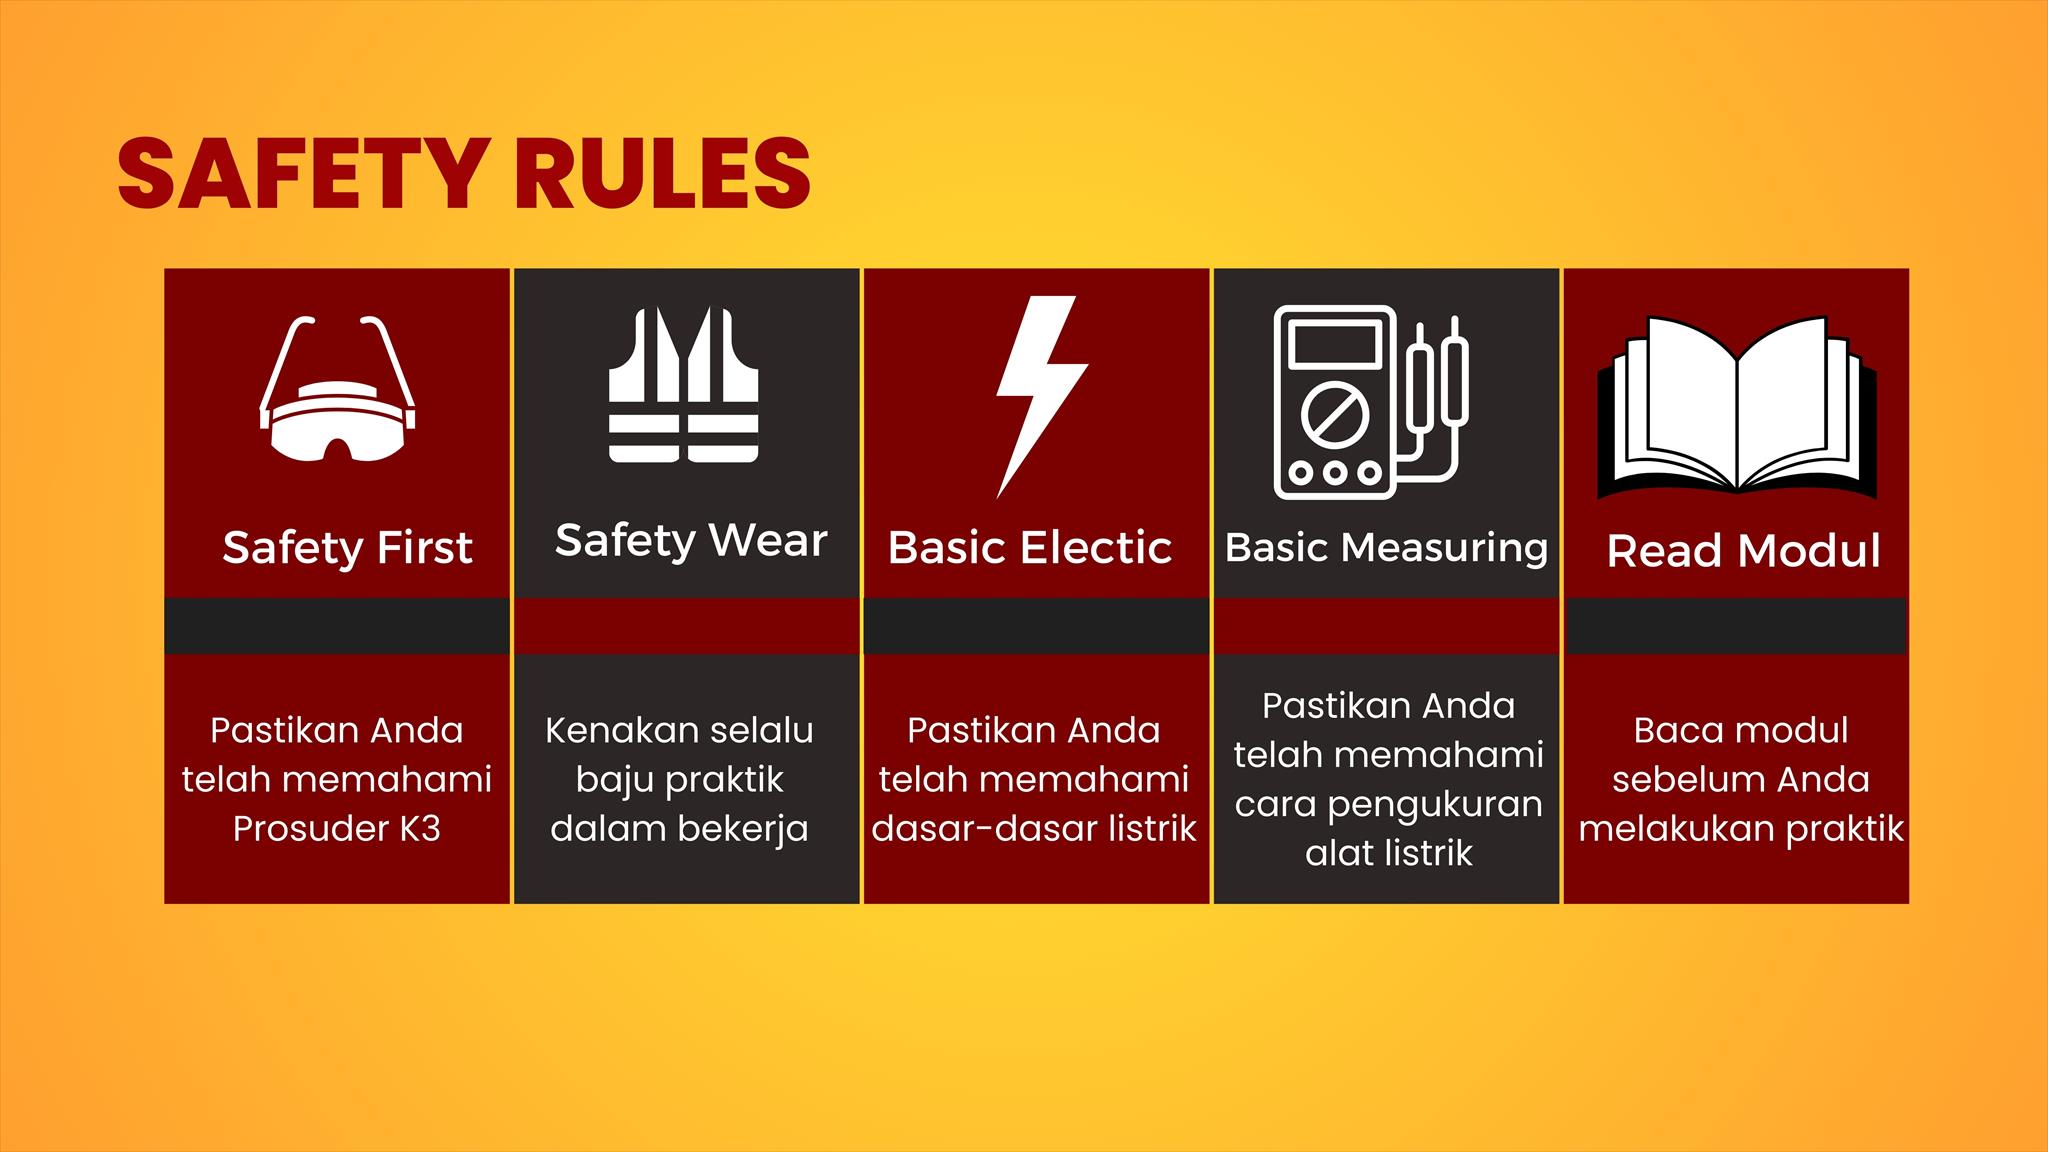 SAFETY RULES
Safety First
Pastikan Anda
telah memahami
Prosuder K3
Safety Wear
Kenakan selalu
baju praktik
dalam bekerja
Basic Electic
Pastikan Anda
telah memahami
dasar-dasar listrik
Basic Measuring
Pastikan Anda
telah memahami
cara pengukuran
alat listrik
Read Modul
Baca modul
sebelum Anda
melakukan praktik